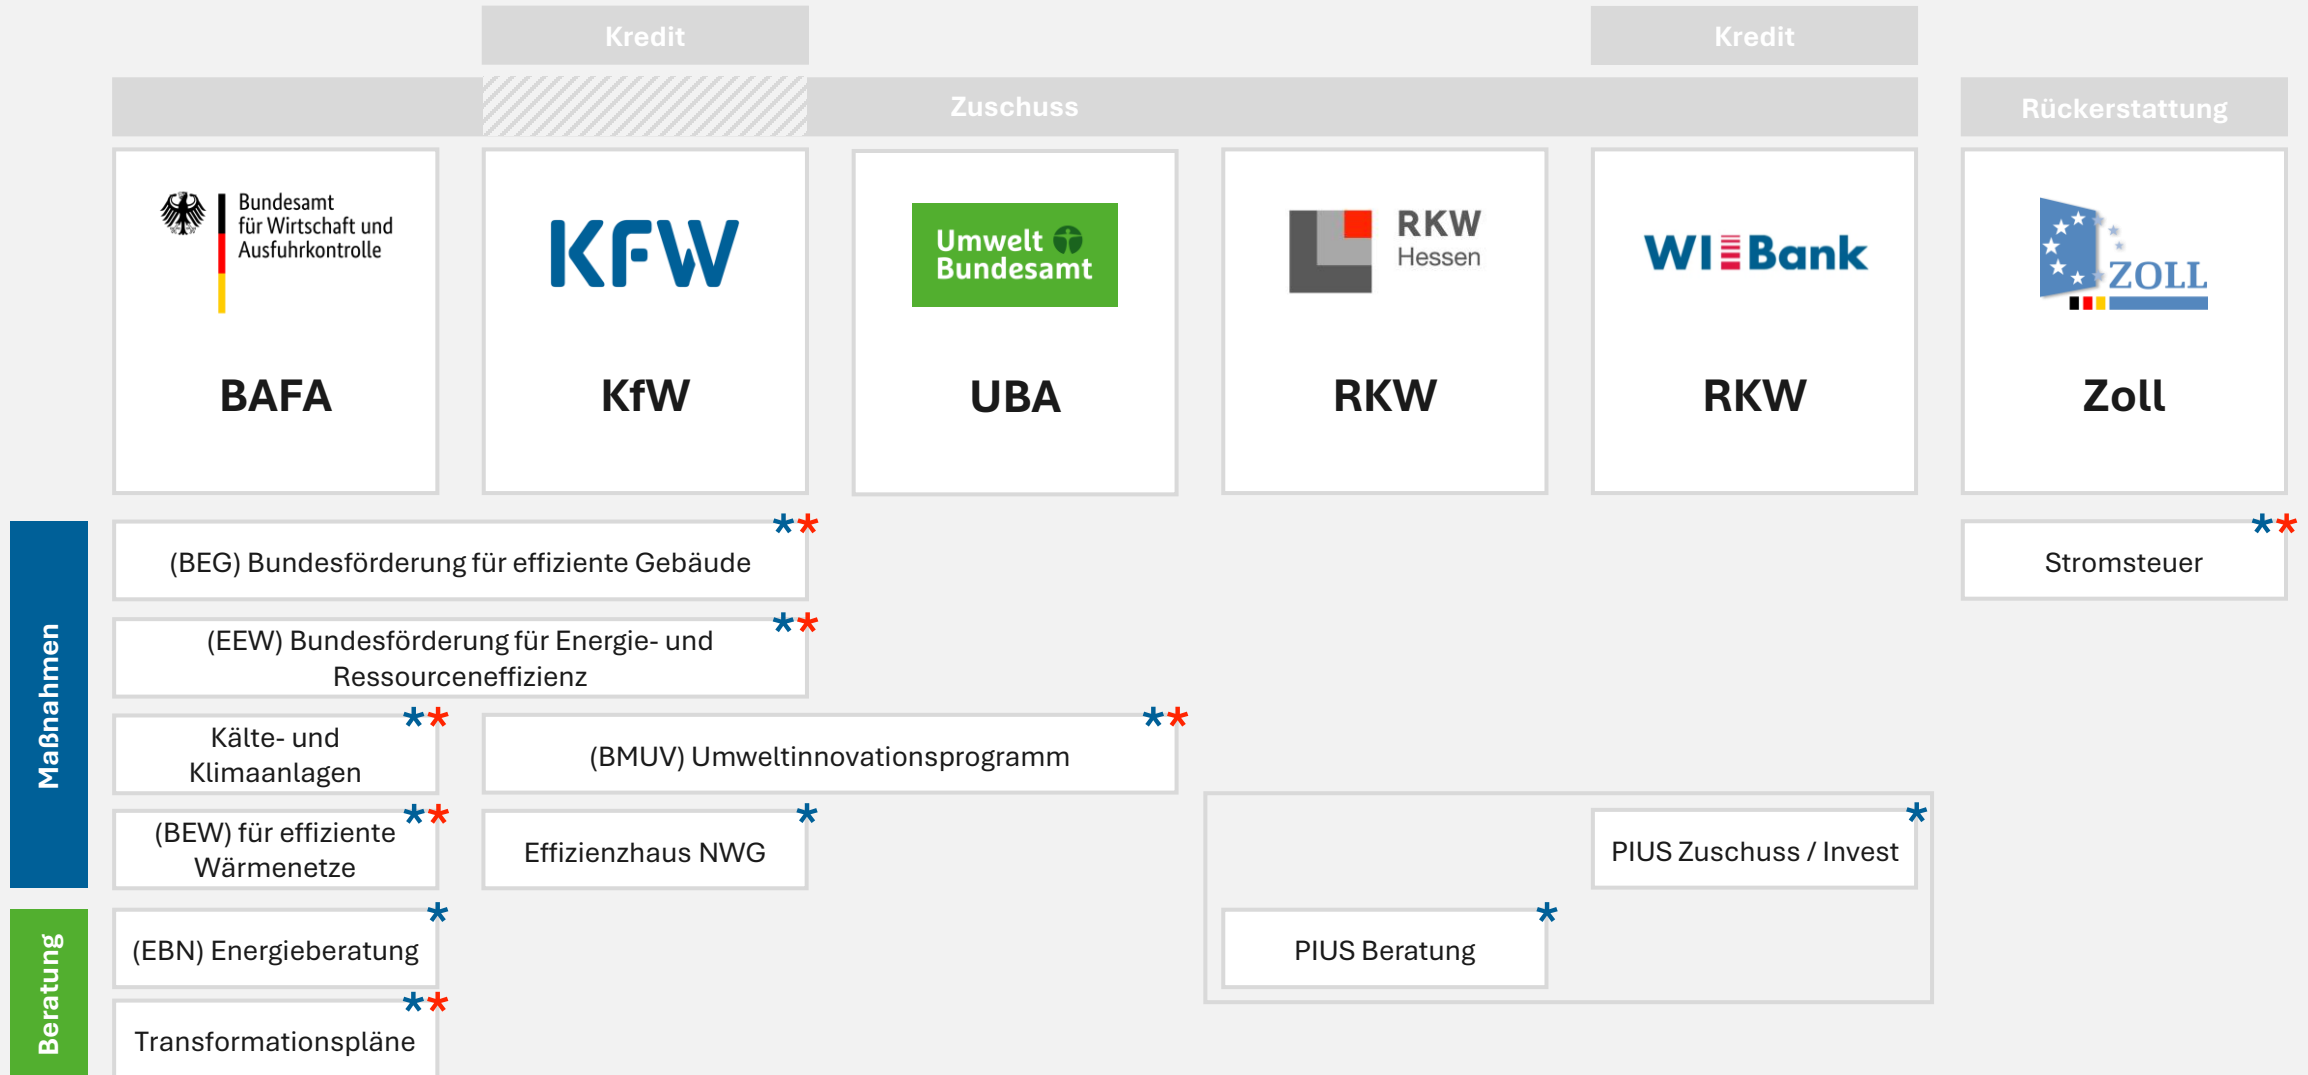 Kredit
Kredit
Zuschuss
Rückerstattung
Bundesamt
für Wirtschaft und
Ausfuhrkontrolle
BAFA
KFW
KfW
Umwelt
Bundesamt
UBA
RKW
Hessen
RKW
WIBank
RKW
ZOLL
Zoll
Maßnahmen
(BEG) Bundesförderung für effiziente Gebäude
**
Stromsteuer
**
(EEW) Bundesförderung für Energie- und
Ressourceneffizienz
**
Kälte- und
Klimaanlagen
**
(BMUV) Umweltinnovationsprogramm
**
(BEW) für effiziente
Wärmenetze
**
Effizienzhaus NWG
*
PIUS Zuschuss / Invest
*
Beratung
(EBN) Energieberatung
*
PIUS Beratung
*
Transformationspläne
**